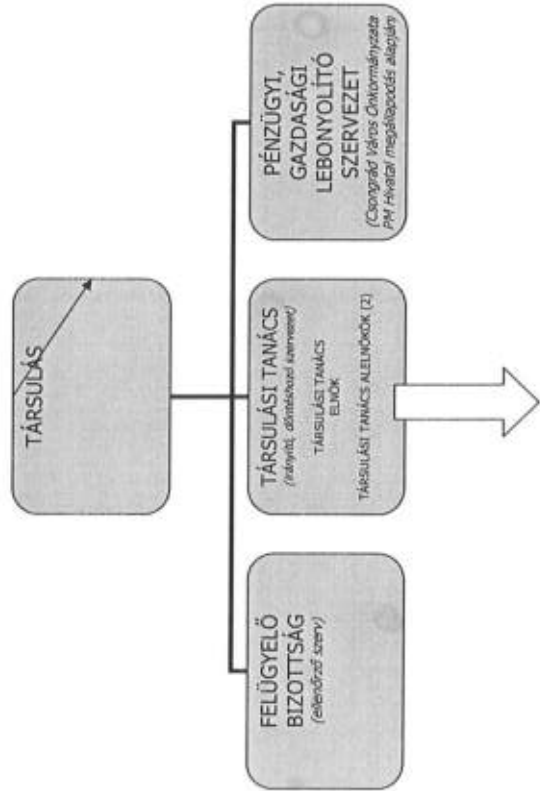 TÁRSULÁS
FELÜGYELŐ
BIZOTTSÁG
(ellenőrző szerv)
TÁRSULÁSI TANÁCS
(irányító, döntéshozó szervezet)
TÁRSULÁSI TANÁCS
ELNÖK
TÁRSULÁSI TANÁCS ALELNÖKÖK (2)
PÉNZÜGYI,
GAZDASÁGI
LEBONYOLÍTÓ
SZERVEZET
(Csongrád Város Önkormányzata
PM Hivatal megállapodás alapján